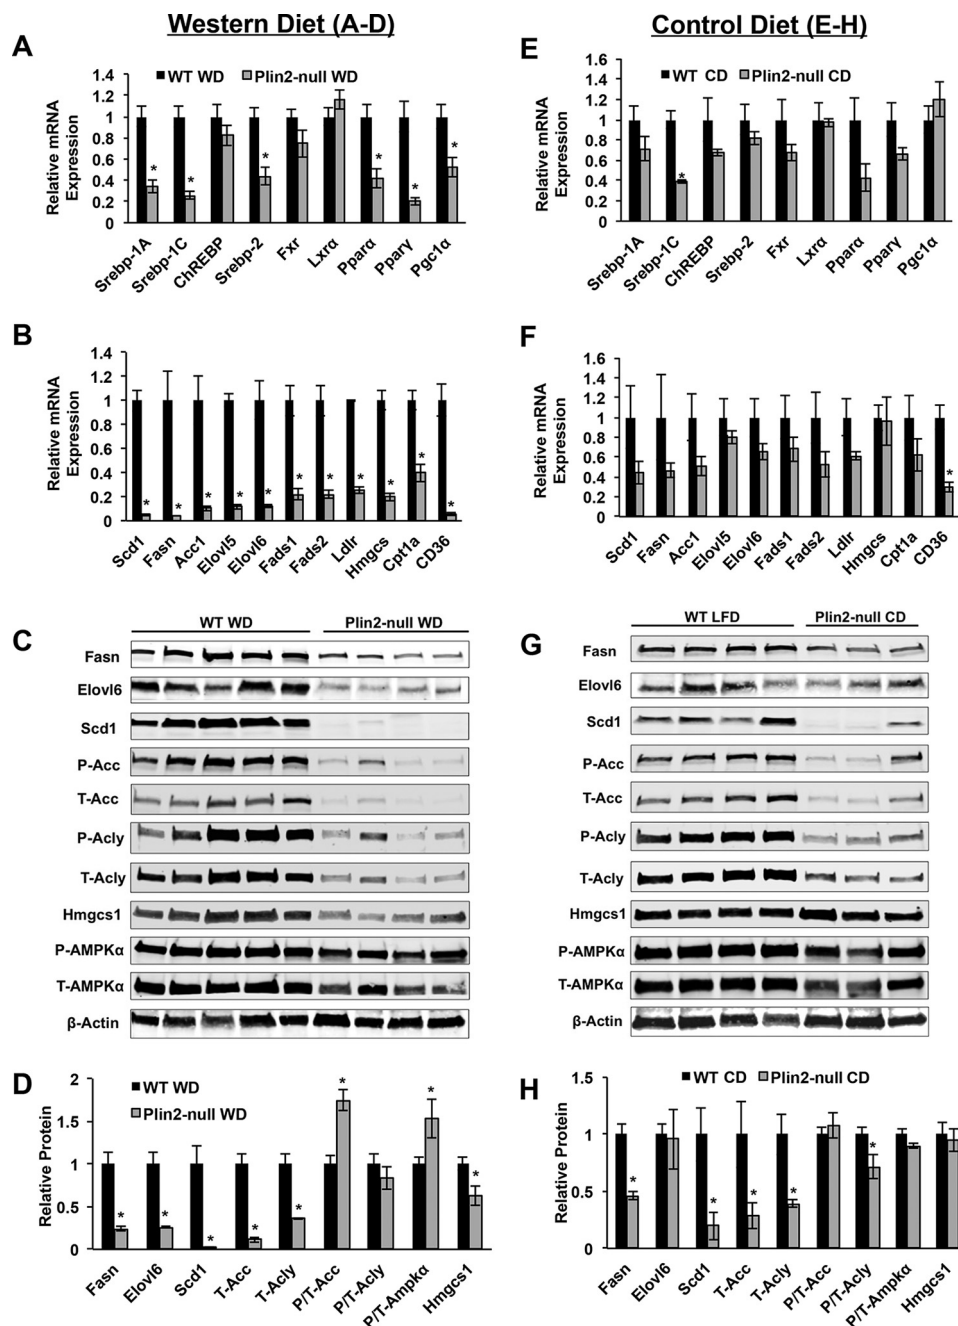 Western Diet (A-D)
A
WT WD Plin2-null WD
Relative mRNA
Expression
1.4
1.2
1
0.8
0.6
0.4
0.2
0
* * * * * *
Srebp-1A Srebp-1C ChREBP Srebp-2 Fxr Lxrα Pparα Pparγ Pgc1α
B
Relative mRNA
Expression
1.4
1.2
1
0.8
0.6
0.4
0.2
0
* * * * * * * * * * *
Scd1 Fasn Acc1 Elovl5 Elovl6 Fads1 Fads2 Ldlr Hmgcs Cpt1a CD36
C
WT WD Plin2-null WD
Fasn
Elovl6
Scd1
P-Acc
T-Acc
P-Acly
T-Acly
Hmgcs1
P-AMPKα
T-AMPKα
β-Actin
D
WT WD
Plin2-null WD
Relative Protein
2
1.5
1
0.5
0
* * * * * * * *
Fasn Elovl6 Scd1 T-Acc T-Acly P/T-Acc P/T-Acly P/T-Ampkα Hmgcs1
Control Diet (E-H)
E
WT CD Plin2-null CD
Relative mRNA
Expression
1.4
1.2
1
0.8
0.6
0.4
0.2
0
*
Srebp-1A Srebp-1C ChREBP Srebp-2 Fxr Lxrα Pparα Pparγ Pgc1α
F
Relative mRNA
Expression
1.6
1.4
1.2
1
0.8
0.6
0.4
0.2
0
*
Scd1 Fasn Acc1 Elovl5 Elovl6 Fads1 Fads2 Ldlr Hmgcs Cpt1a CD36
G
WT LFD Plin2-null CD
Fasn
Elovl6
Scd1
P-Acc
T-Acc
P-Acly
T-Acly
Hmgcs1
P-AMPKα
T-AMPKα
β-Actin
H
WT CD Plin2-null CD
Relative Protein
1.5
1
0.5
0
* * * * *
Fasn Elovl6 Scd1 T-Acc T-Acly P/T-Acc P/T-Acly P/T-Ampkα Hmgcs1